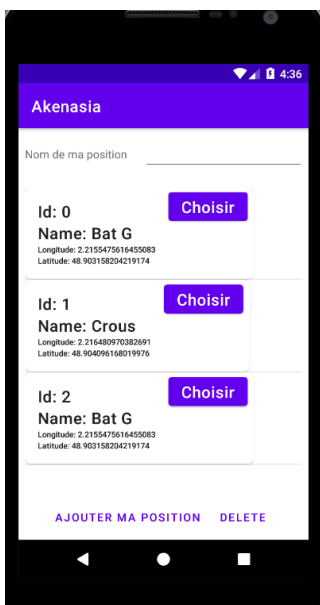 4:36
Akenasia
Nom de ma position
Id: 0
Choisir
Name: Bat G
Longitude: 2.2155475616455083
Latitude: 48.903158204219174
Id: 1
Choisir
Name: Crous
Longitude: 2.216480970382691
Latitude: 48.904096168019976
Id: 2
Choisir
Name: Bat G
Longitude: 2.2155475616455083
Latitude: 48.903158204219174
AJOUTER MA POSITION DELETE